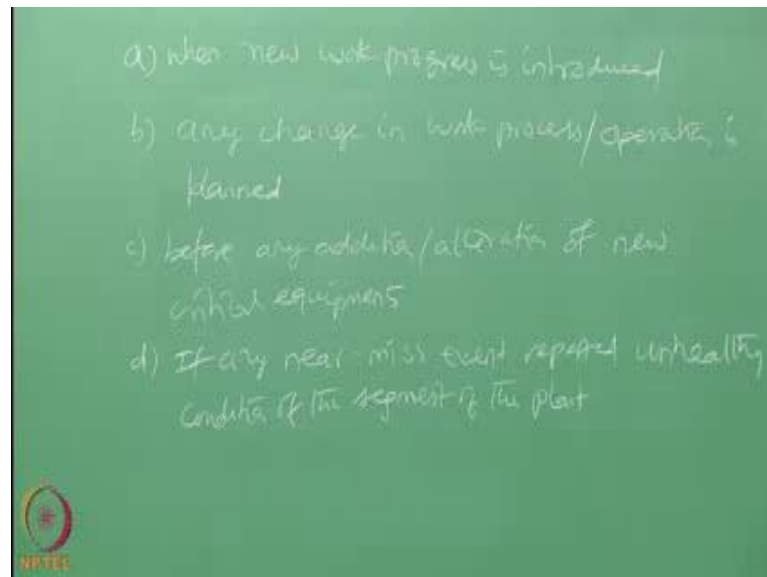 a) when new work progress is introduced
b) any change in work process/operation is
planned
c) before any addition/alteration of new
critical equipment
d) If any near-miss event reported unhealthy
condition of the segment of the plant
NPTEL